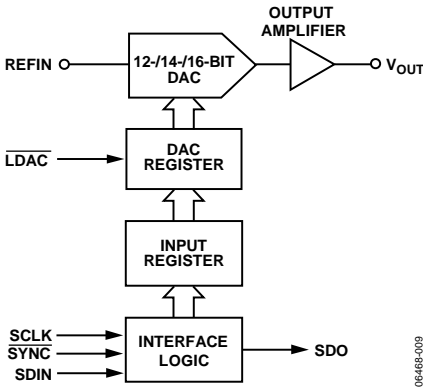 OUTPUT
AMPLIFIER
REFIN
12-/14-/16-BIT
DAC
VOUT
LDAC
DAC
REGISTER
INPUT
REGISTER
SCLK
SYNC
SDIN
INTERFACE
LOGIC
SDO
06468-009